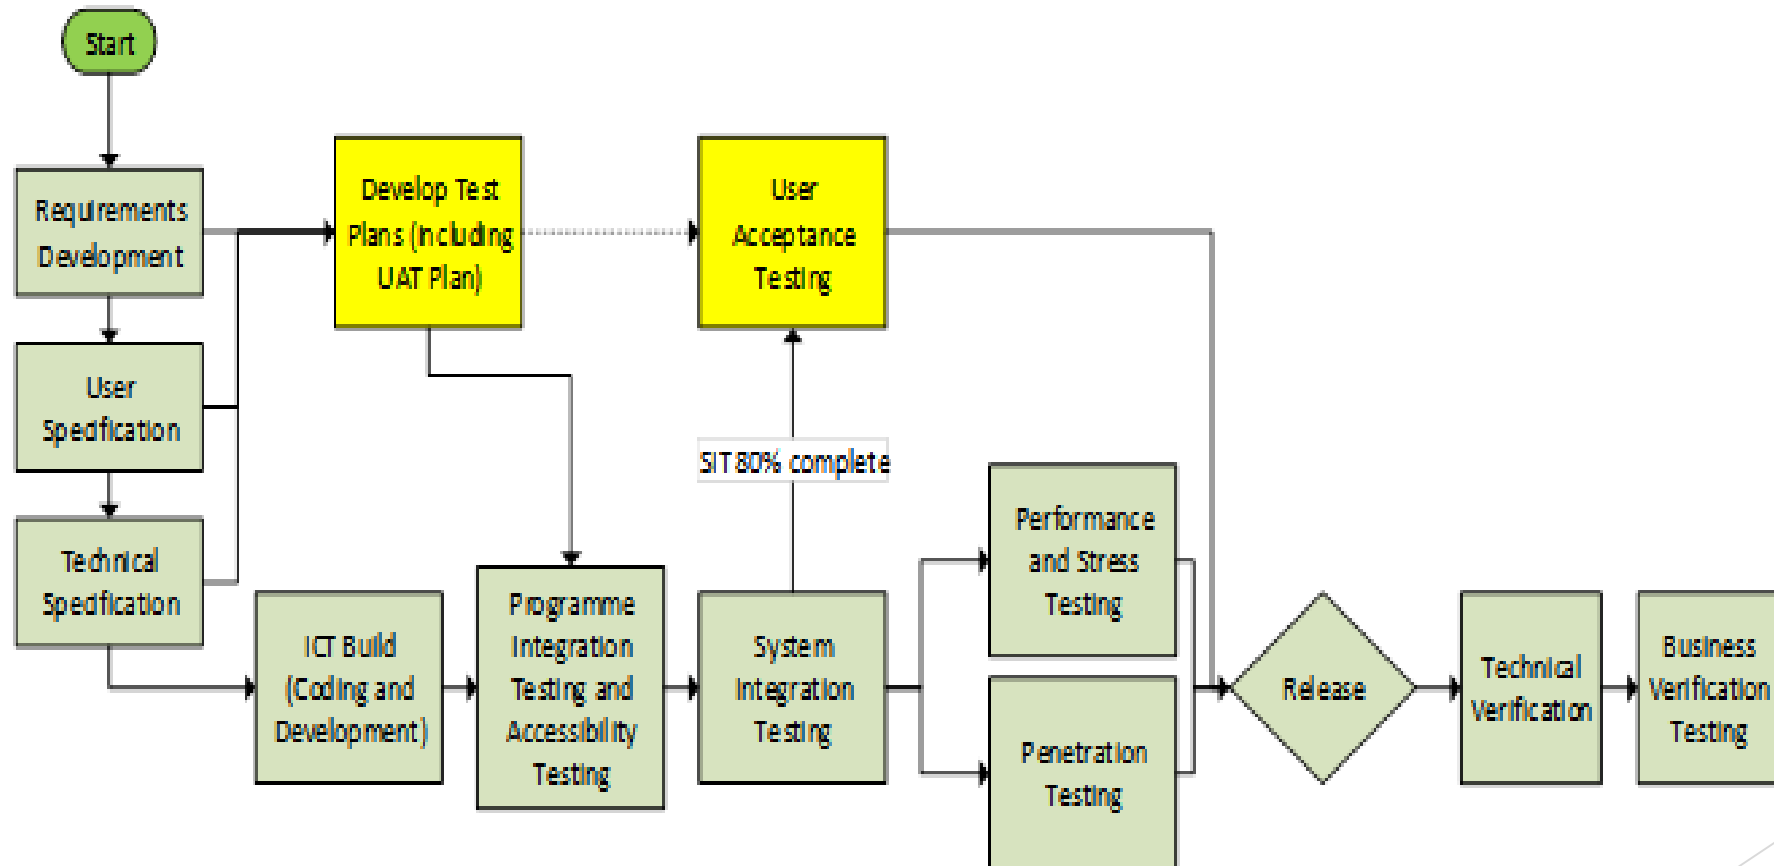 Start
Requirements
Development
Develop Test
Plans (Including
UAT Plan)
User
Acceptance
Testing
User
Specification
SIT 80% complete
Technical
Specification
ICT Build
(Coding and
Development)
Programme
Integration
Testing and
Accessibility
Testing
System
Integration
Testing
Performance
and Stress
Testing
Penetration
Testing
Release
Technical
Verification
Business
Verification
Testing